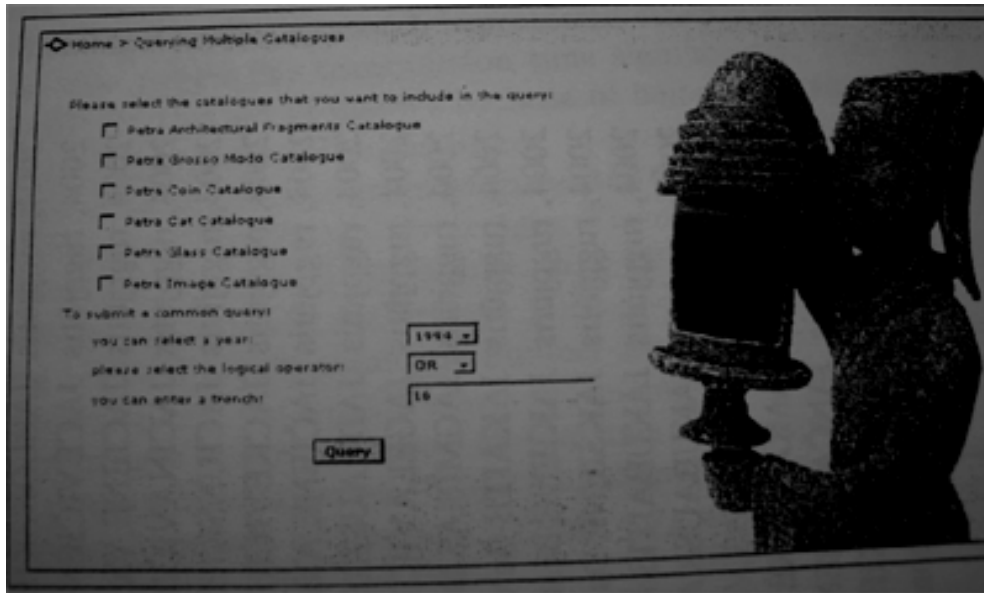 Home > Querying Multiple Catalogues
Please select the catalogues that you want to include in the query:
Petra Architectural Fragments Catalogue
Petra Grosso Modo Catalogue
Petra Coin Catalogue
Petra Cat Catalogue
Petra Glass Catalogue
Petra Image Catalogue
To submit a common query:
you can select a year: 1994
please select the logical operator: OR
you can enter a trench: 16
Query